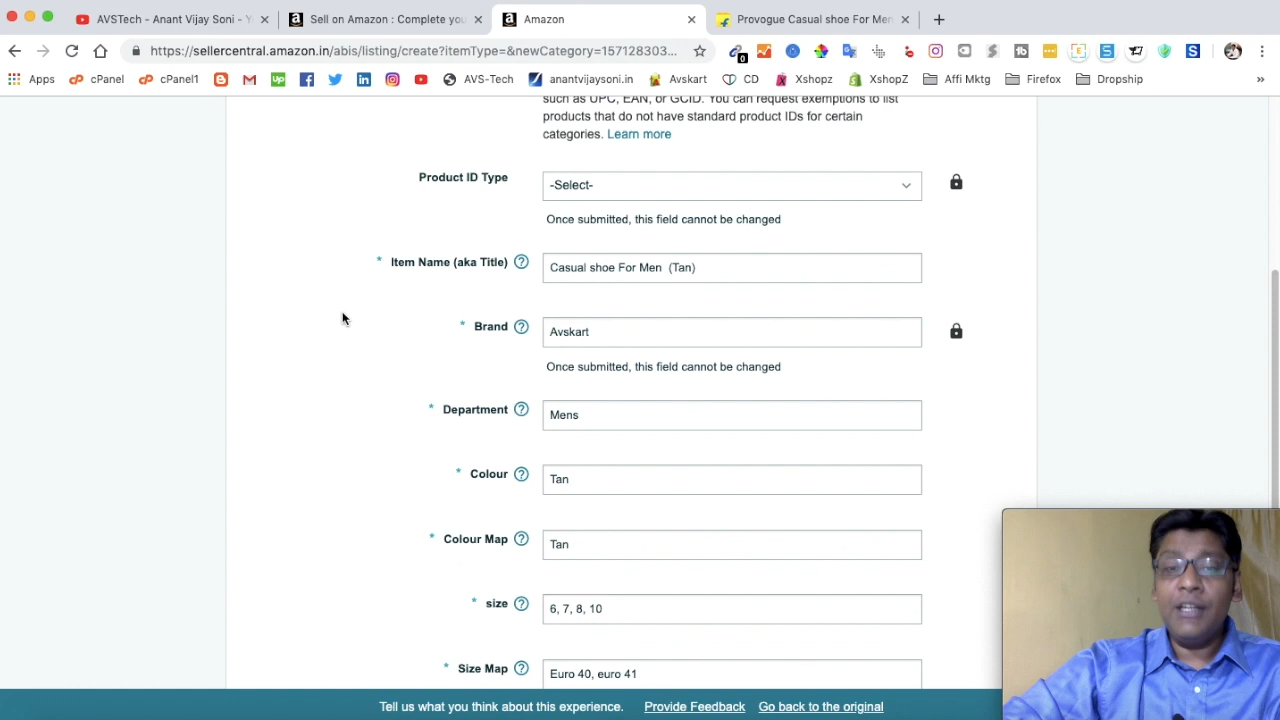 AVSTech - Anant Vijay Soni - Y
Sell on Amazon : Complete you
Amazon
Provogue Casual shoe For Men
https://sellercentral.amazon.in/abis/listing/create?itemType=&newCategory=157128303...
0
Apps
cPanel
cPanel1
AVS-Tech
anantvijaysoni.in
Avskart
CD
Xshopz
XshopZ
Affi Mktg
Firefox
Dropship
»
such as UPC, EAN, or GCID. You can request exemptions to list
products that do not have standard product IDs for certain
categories. Learn more
Product ID Type
-Select-
Once submitted, this field cannot be changed
* Item Name (aka Title) ?
Casual shoe For Men (Tan)
* Brand ?
Avskart
Once submitted, this field cannot be changed
* Department ?
Mens
* Colour ?
Tan
* Colour Map ?
Tan
* size ?
6, 7, 8, 10
* Size Map ?
Euro 40, euro 41
Tell us what you think about this experience. Provide Feedback Go back to the original